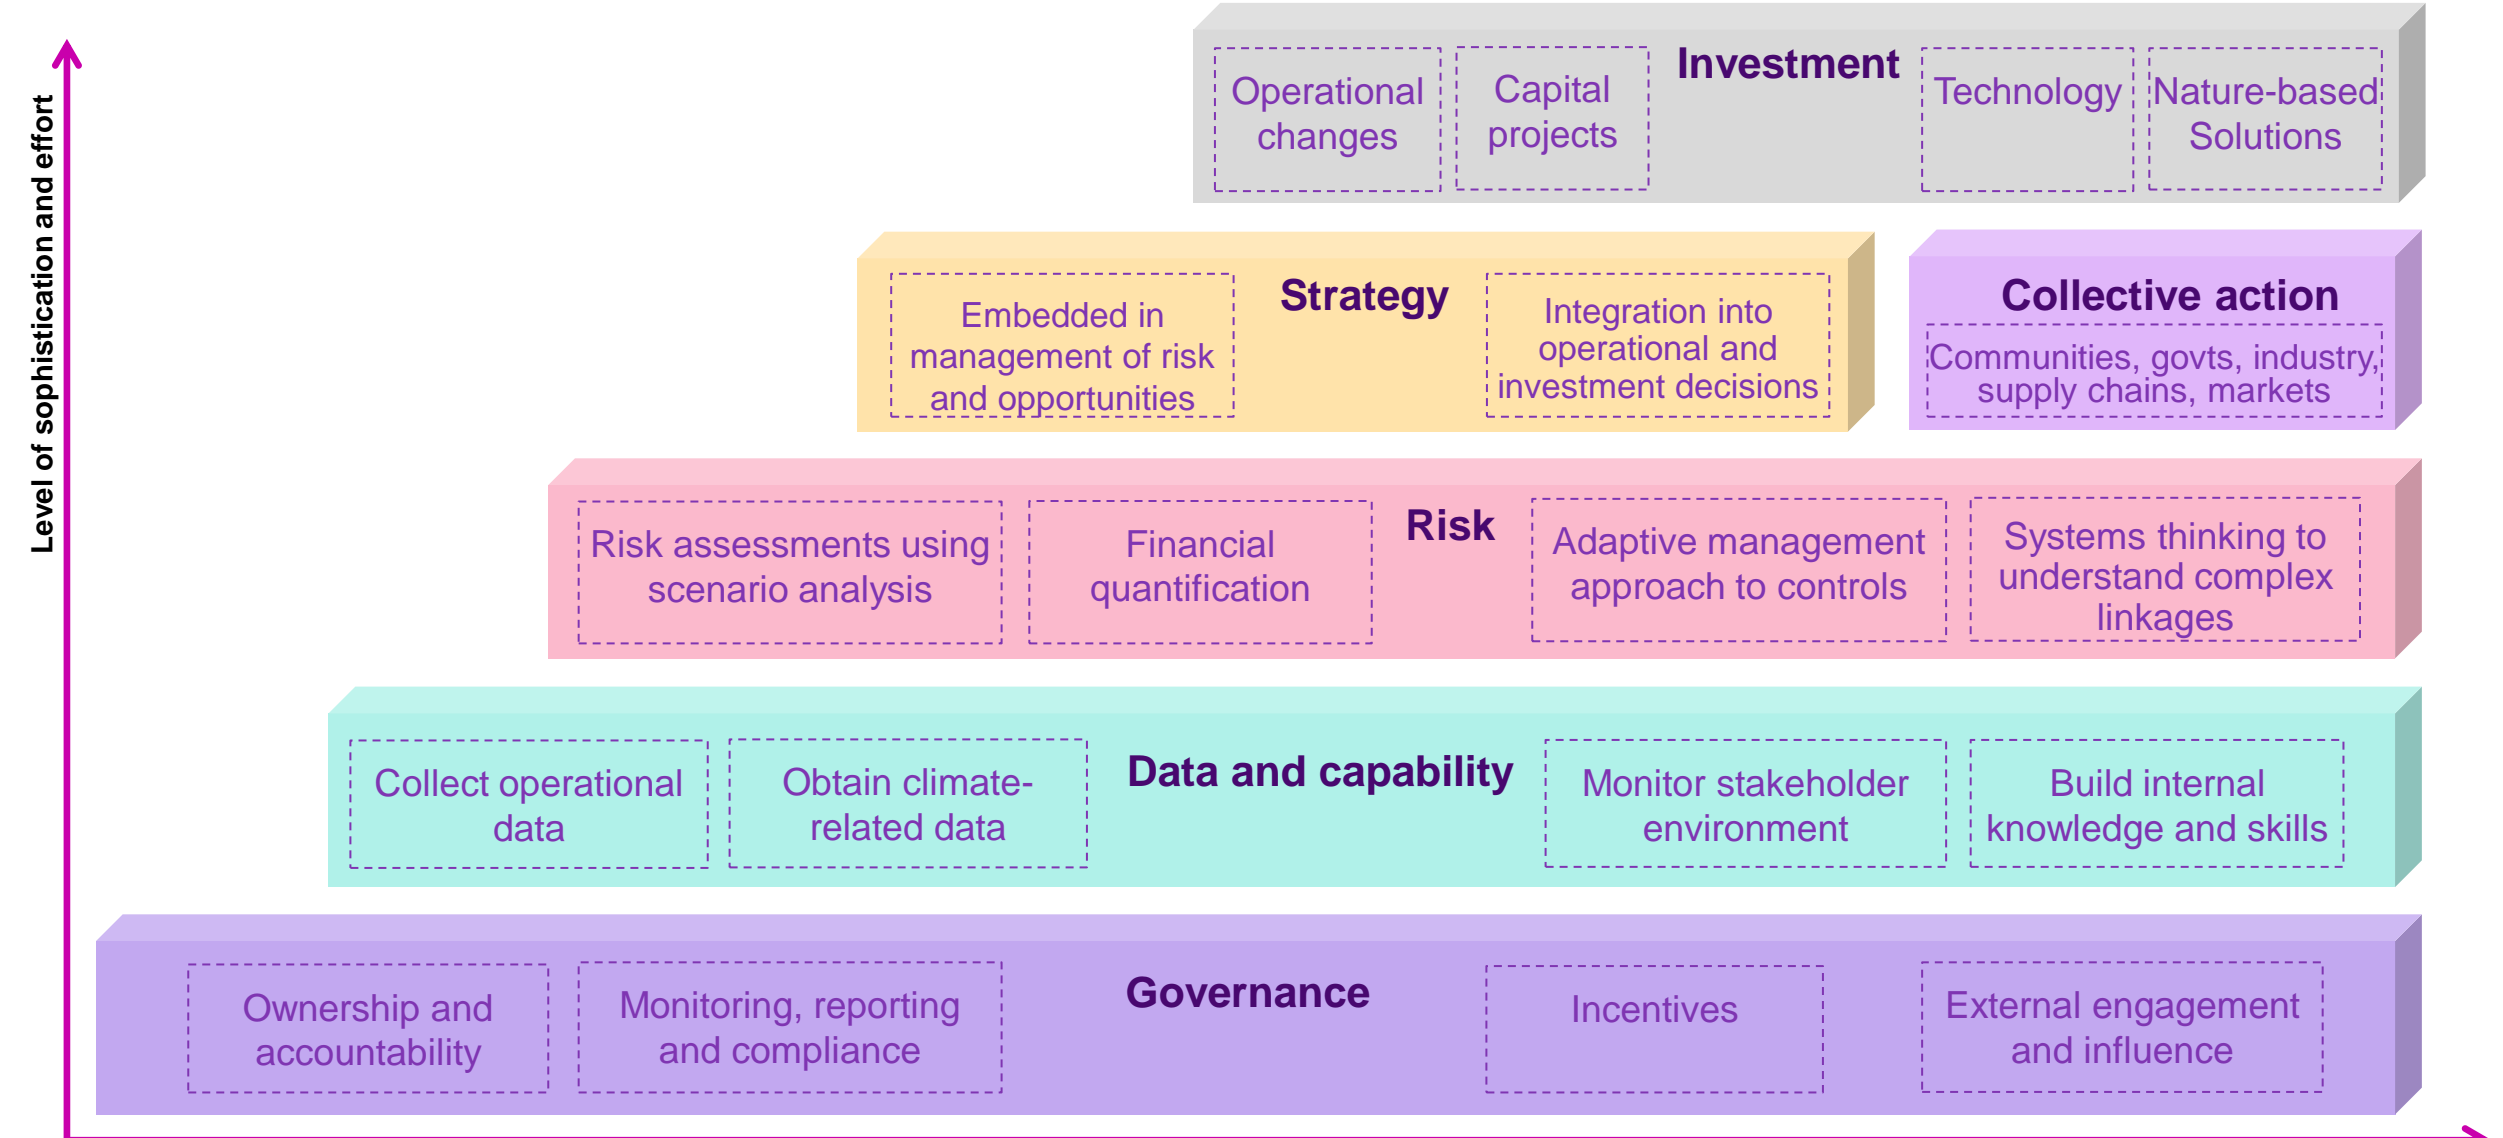 Level of sophistication and effort
Investment
Operational
changes
Capital
projects
Technology
Nature-based
Solutions
Strategy
Embedded in
management of risk
and opportunities
Integration into
operational and
investment decisions
Collective action
Communities, govts, industry,
supply chains, markets
Risk
Risk assessments using
scenario analysis
Financial
quantification
Adaptive management
approach to controls
Systems thinking to
understand complex
linkages
Data and capability
Collect operational
data
Obtain climate-
related data
Monitor stakeholder
environment
Build internal
knowledge and skills
Governance
Ownership and
accountability
Monitoring, reporting
and compliance
Incentives
External engagement
and influence